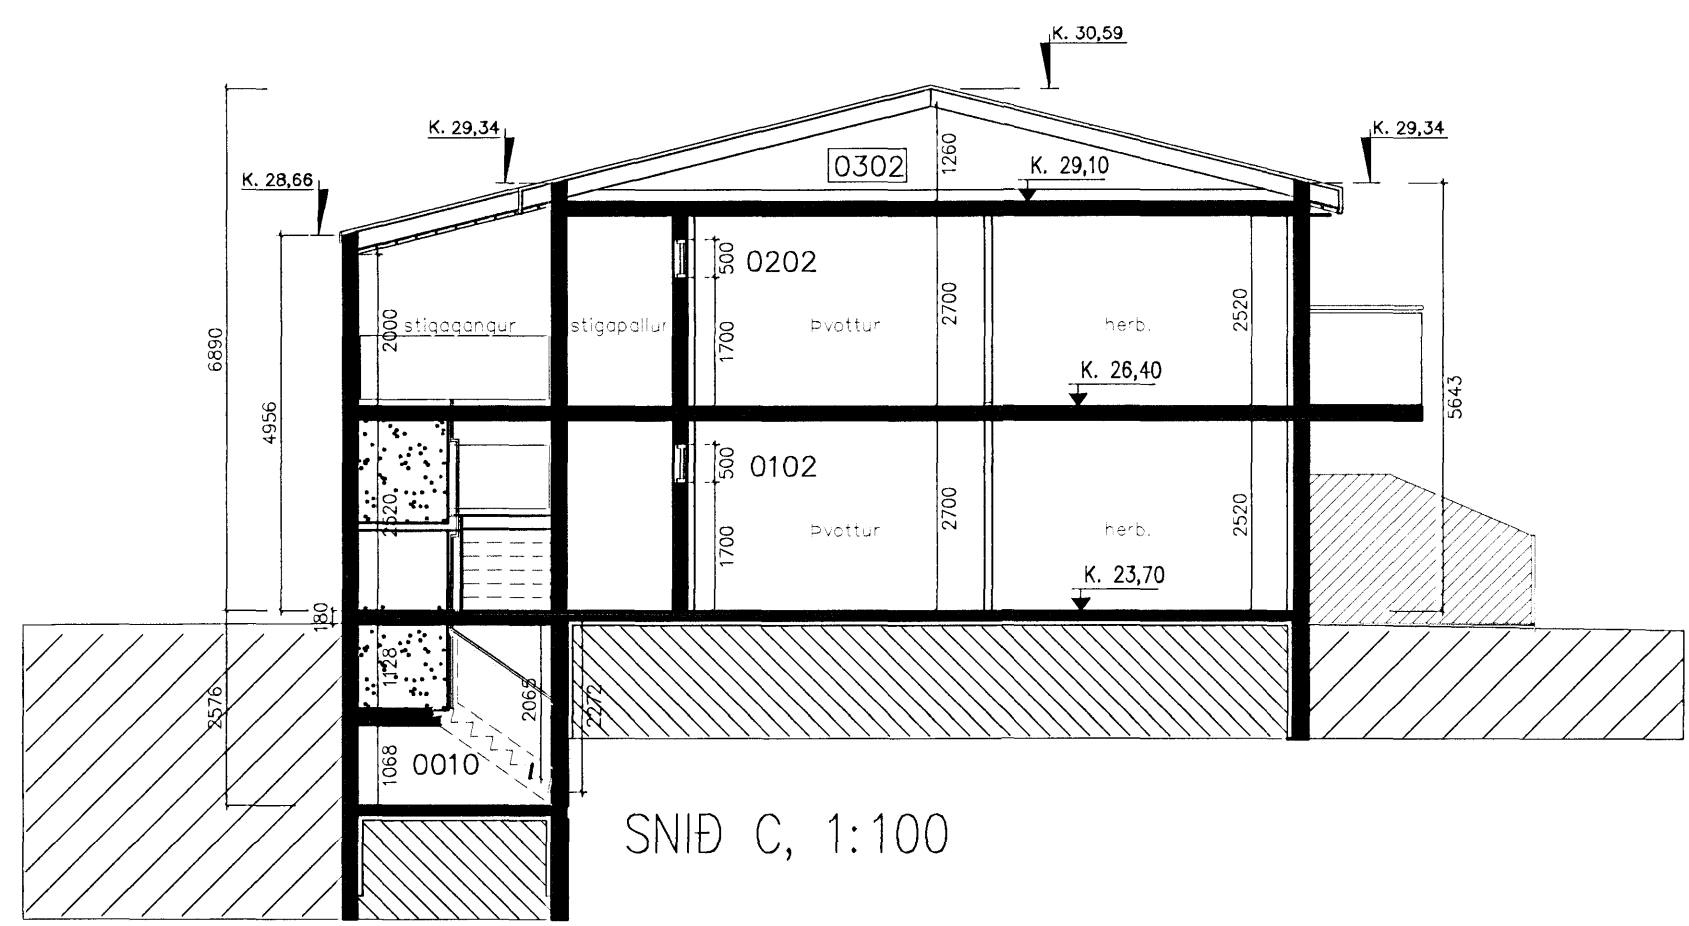 K. 30,59
K. 29,34
K. 29,34
0302
1260
K. 29,10
K. 28,66
500
0202
6890
2000
stigagangur
stigapallur
1700
Þvottur
2700
herb.
2520
K. 26,40
4956
5643
500
0102
2520
1700
Þvottur
2700
herb.
2520
K. 23,70
180
1128
2576
2065
2272
1068
0010
SNIÐ C, 1:100